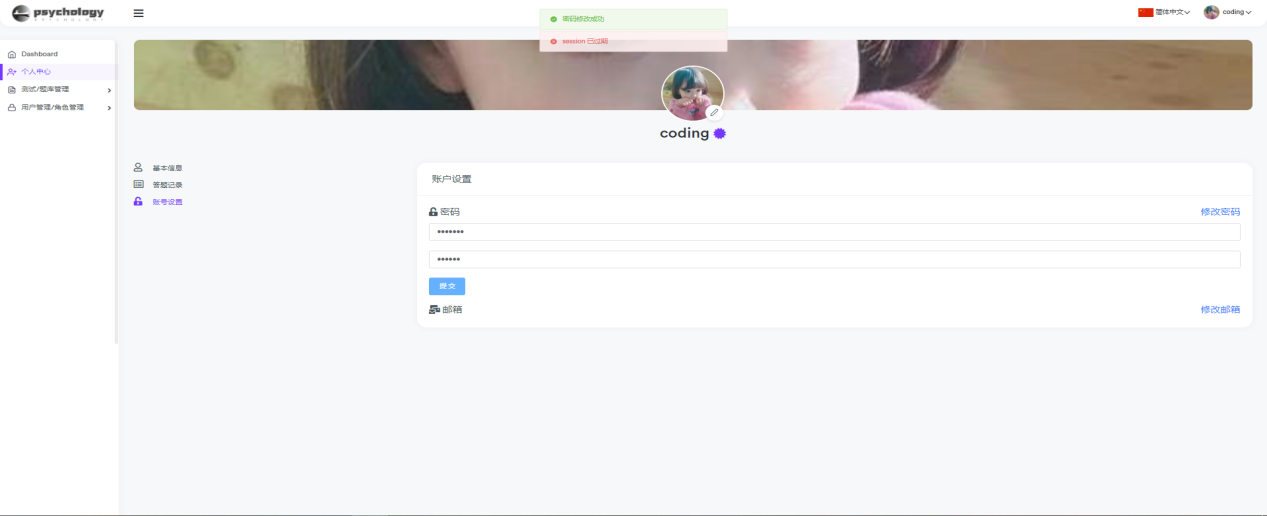 psychology
PSYCHOLOGY
密码修改成功
session 已过期
简体中文
coding
Dashboard
个人中心
测试/题库管理
用户管理/角色管理
coding
基本信息
答题记录
账号设置
账户设置
密码
修改密码
•••••••
••••••
提交
邮箱
修改邮箱